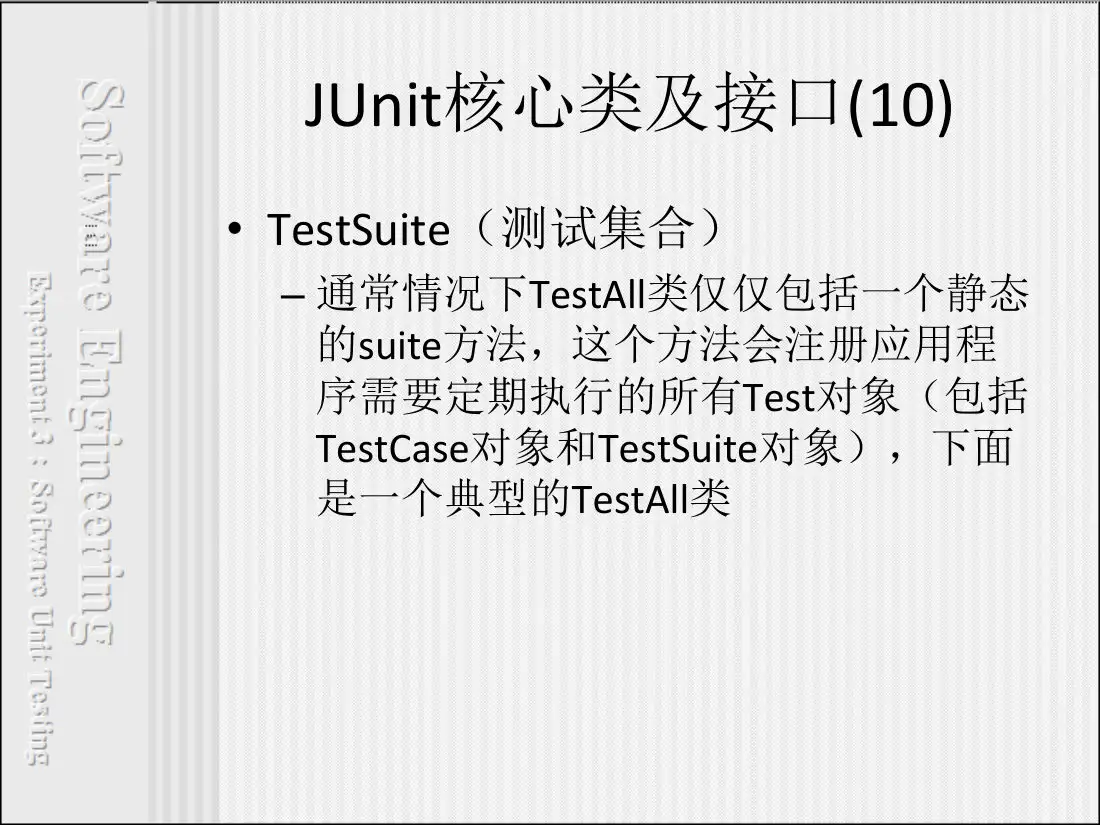 JUnit核心类及接口(10)
• TestSuite（测试集合）
– 通常情况下TestAll类仅仅包括一个静态
的suite方法，这个方法会注册应用程
序需要定期执行的所有Test对象（包括
TestCase对象和TestSuite对象），下面
是一个典型的TestAll类
Software Engineering
Experiment3 : Software Unit Testing